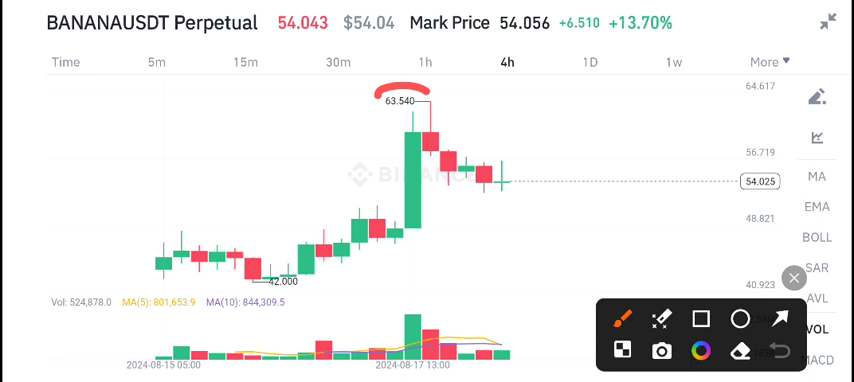 BANANAUSDT Perpetual 54.043 $54.04 Mark Price 54.056 +6.510 +13.70%
Time 5m 15m 30m 1h 4h 1D 1w More
64.617
63.540
56.719
54.025
48.821
42.000
40.923
MA
EMA
BOLL
SAR
AVL
VOL
MACD
Vol: 524,878.0 MA(5): 801,653.9 MA(10): 844,309.5
2024-08-15 05:00 2024-08-17 13:00